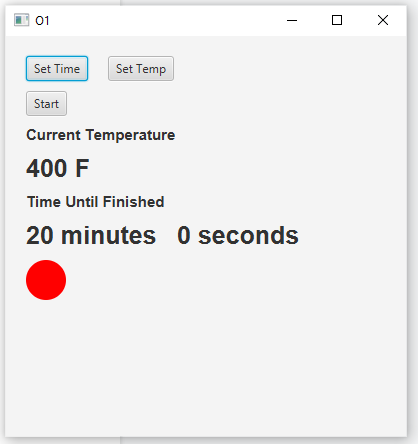 O1
Set Time Set Temp
Start
Current Temperature
400 F
Time Until Finished
20 minutes 0 seconds